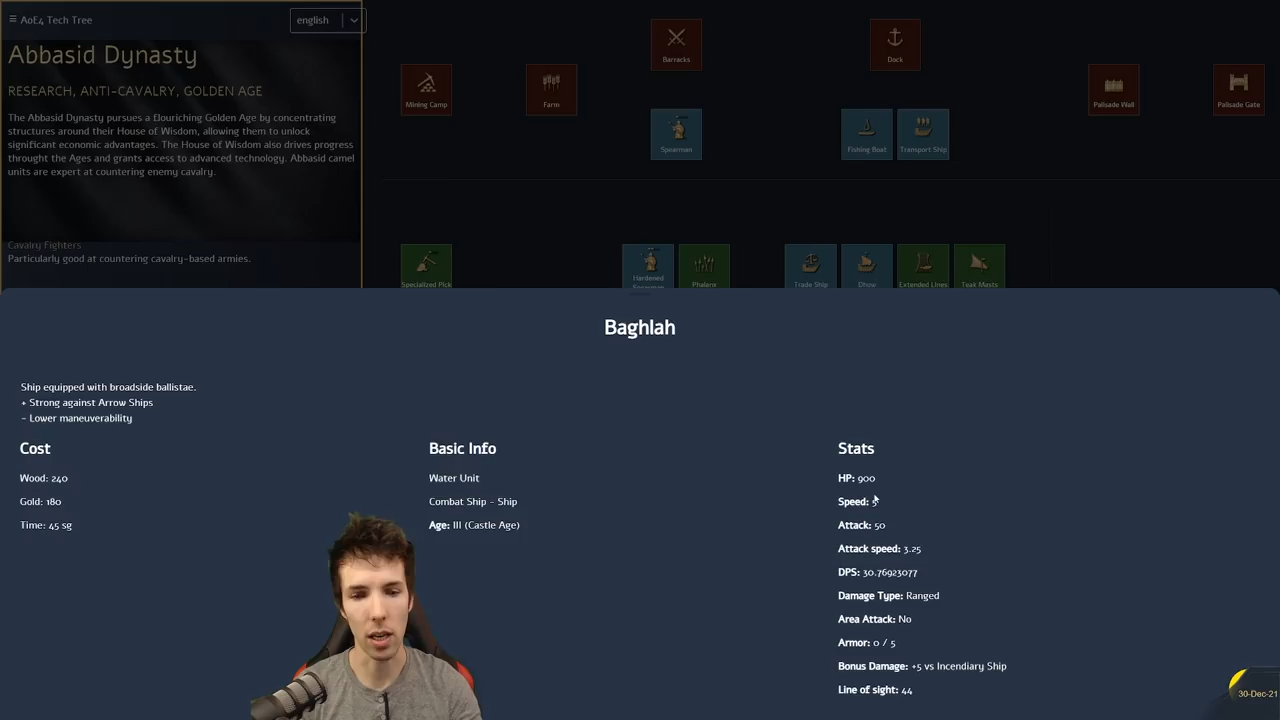 ≡ AoE4 Tech Tree
english
Abbasid Dynasty
RESEARCH, ANTI-CAVALRY, GOLDEN AGE
The Abbasid Dynasty pursues a flourishing Golden Age by concentrating
structures around their House of Wisdom, allowing them to unlock
significant economic advantages. The House of Wisdom also drives progress
throught the Ages and grants access to advanced technology. Abbasid camel
units are expert at countering enemy cavalry.
Cavalry Fighters
Particularly good at countering cavalry-based armies.
Barracks
Dock
Mining Camp
Farm
Palisade Wall
Palisade Gate
Spearman
Fishing Boat
Transport Ship
Specialized Pick
Hardened
Spearman
Phalanx
Trade Ship
Dhow
Extended Lines
Teak Masts
Baghlah
Ship equipped with broadside ballistae.
+ Strong against Arrow Ships
- Lower maneuverability
Cost
Wood: 240
Gold: 180
Time: 45 sg
Basic Info
Water Unit
Combat Ship - Ship
Age: III (Castle Age)
Stats
HP: 900
Speed:
Attack: 50
Attack speed: 3.25
DPS: 30.76923077
Damage Type: Ranged
Area Attack: No
Armor: 0 / 5
Bonus Damage: +5 vs Incendiary Ship
Line of sight: 44
30-Dec-21